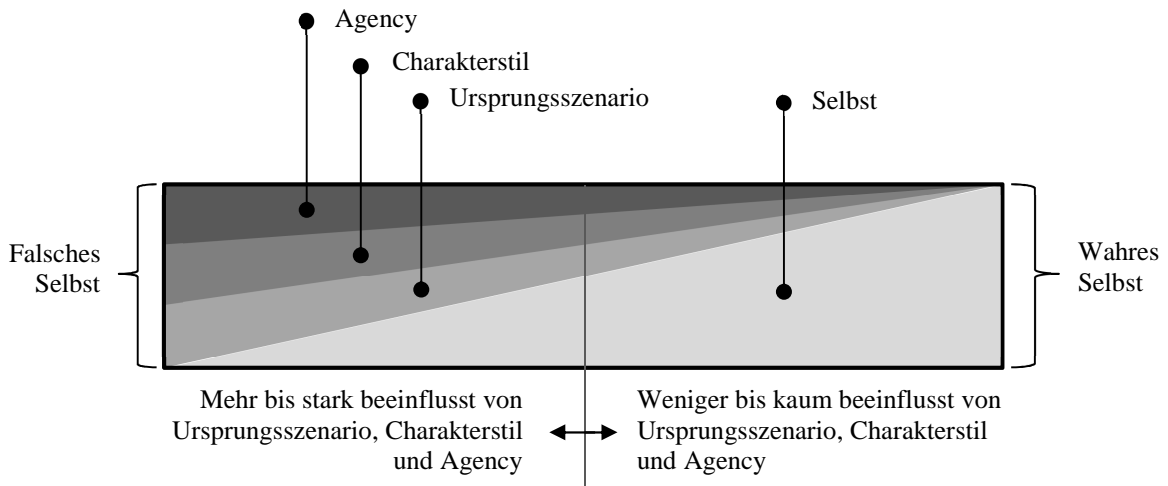 Agency
Charakterstil
Ursprungsszenario
Selbst
Falsches
Selbst
Wahres
Selbst
Mehr bis stark beeinflusst von
Ursprungsszenario, Charakterstil
und Agency
Weniger bis kaum beeinflusst von
Ursprungsszenario, Charakterstil
und Agency